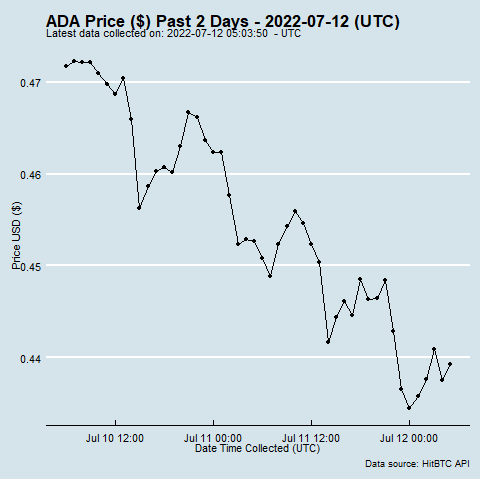 ADA Price ($) Past 2 Days - 2022-07-12 (UTC)
Latest data collected on: 2022-07-12 05:03:50  - UTC
Price USD ($)
0.47
0.46
0.45
0.44
Jul 10 12:00
Jul 11 00:00
Jul 11 12:00
Jul 12 00:00
Date Time Collected (UTC)
Data source: HitBTC API